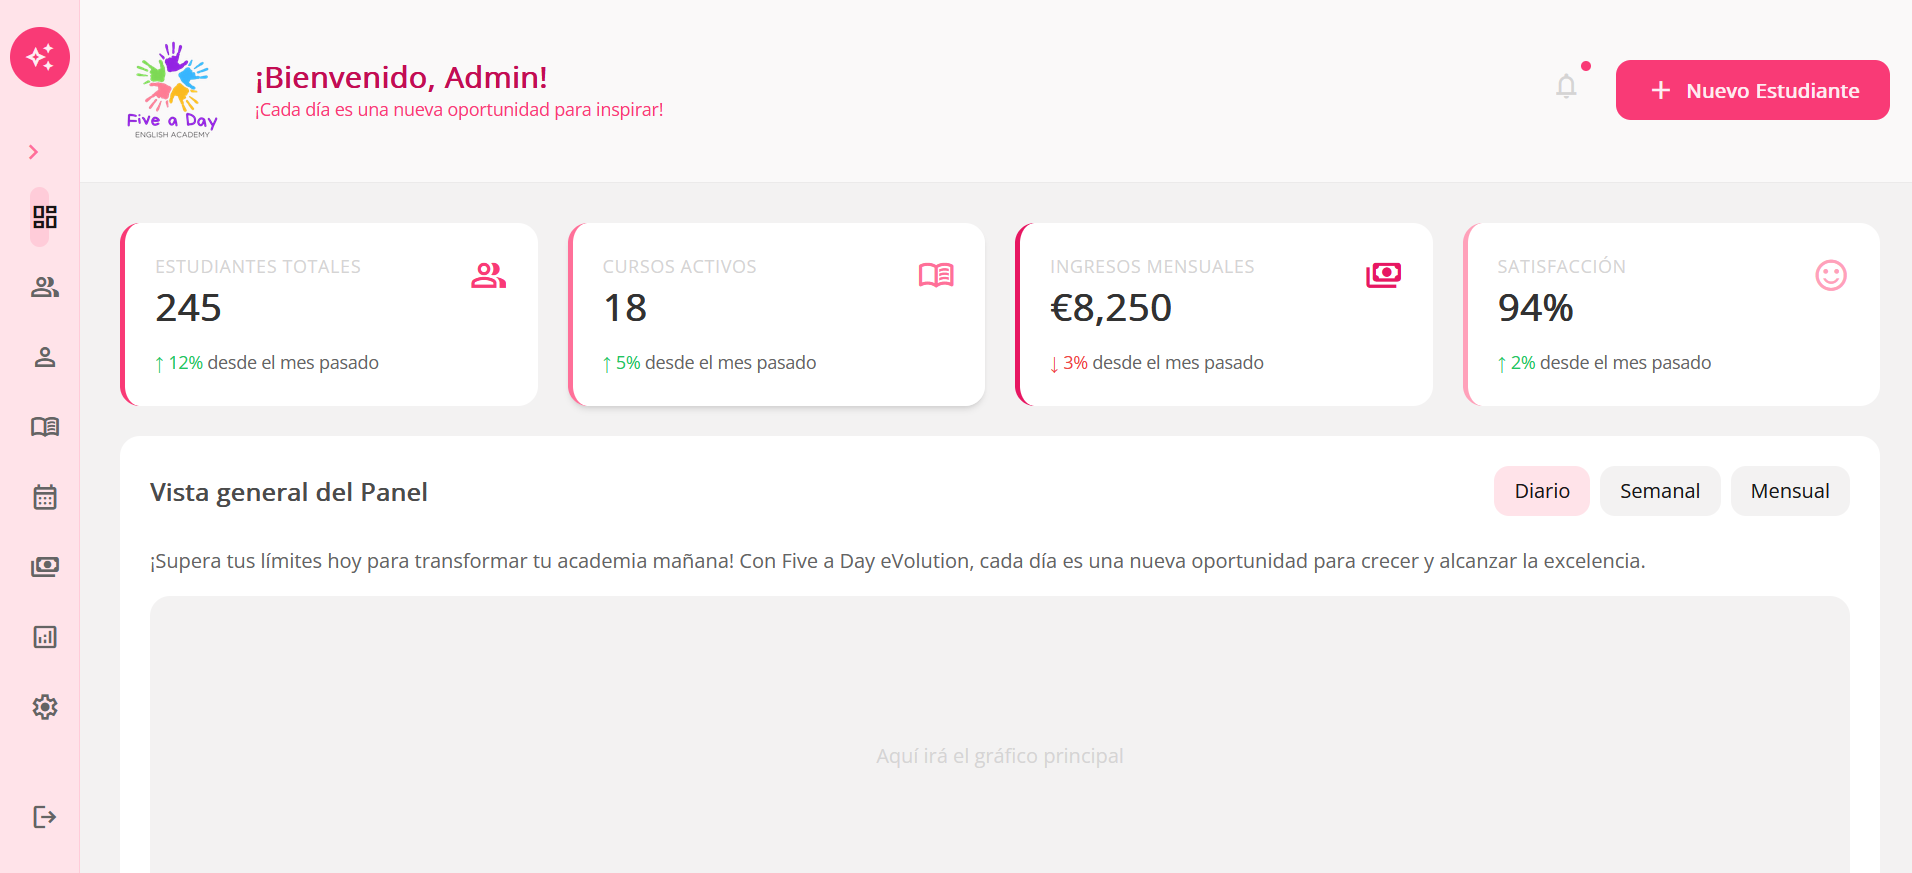 Five a Day
ENGLISH ACADEMY
¡Bienvenido, Admin!
¡Cada día es una nueva oportunidad para inspirar!
+ Nuevo Estudiante
ESTUDIANTES TOTALES
245
↑ 12% desde el mes pasado
CURSOS ACTIVOS
18
↑ 5% desde el mes pasado
INGRESOS MENSUALES
€8,250
↓ 3% desde el mes pasado
SATISFACCIÓN
94%
↑ 2% desde el mes pasado
Vista general del Panel
Diario
Semanal
Mensual
¡Supera tus límites hoy para transformar tu academia mañana! Con Five a Day eVolution, cada día es una nueva oportunidad para crecer y alcanzar la excelencia.
Aquí irá el gráfico principal